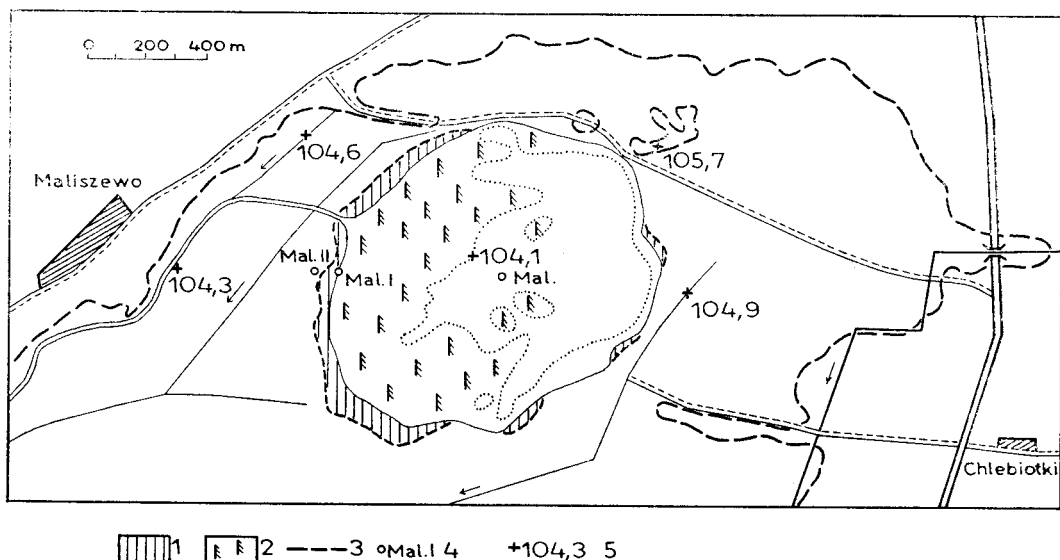 0 200 400 m
104,6
105,7
Maliszewo
Mal. II
Mal. I
104,1
Mal.
104,3
104,9
Chlebiotki
1 2 3 Mal. I 4 +104,3 5